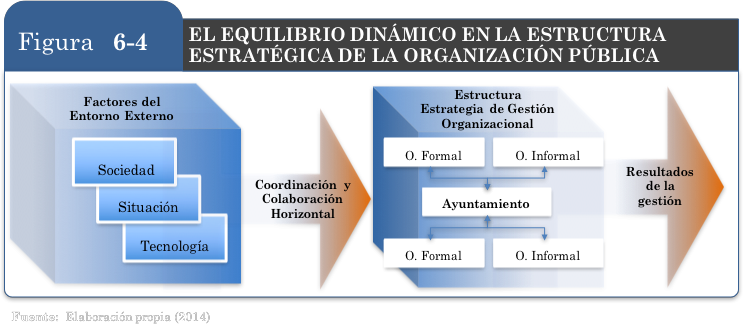 Figura 6-4
EL EQUILIBRIO DINÁMICO EN LA ESTRUCTURA
ESTRATÉGICA DE LA ORGANIZACIÓN PÚBLICA
Factores del
Entorno Externo
Sociedad
Situación
Tecnología
Coordinación y
Colaboración
Horizontal
Estructura
Estrategia de Gestión
Organizacional
O. Formal
O. Informal
Ayuntamiento
O. Formal
O. Informal
Resultados
de la
gestión
Fuente: Elaboración propia (2014)